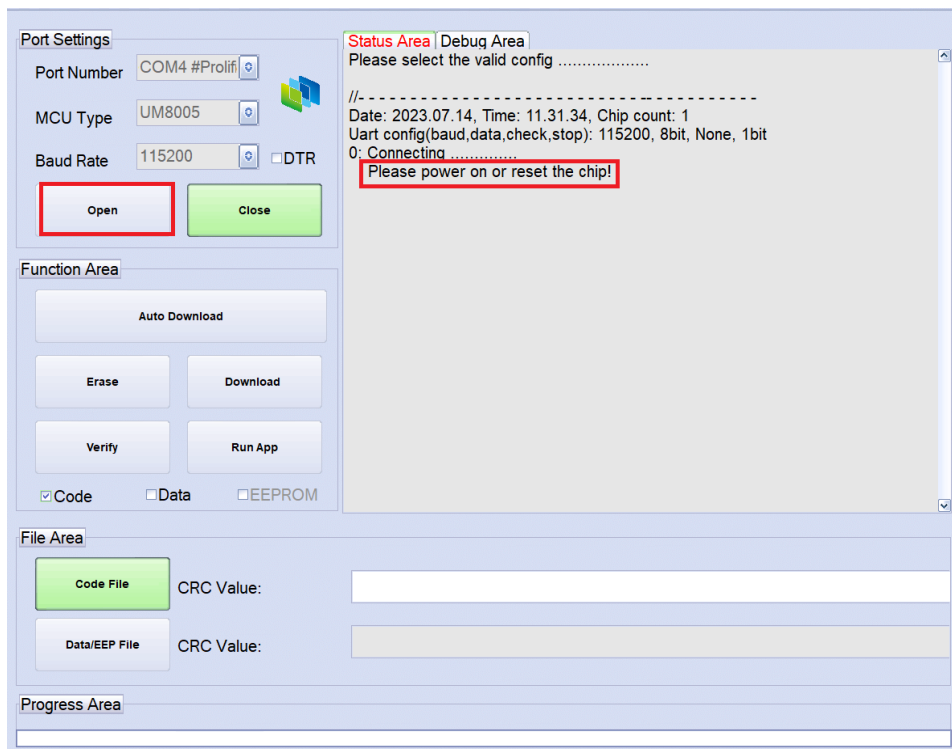 Port Settings
Port Number COM4 #Prolifi
MCU Type UM8005
Baud Rate 115200 DTR
Open Close
Function Area
Auto Download
Erase Download
Verify Run App
Code Data EEPROM
Status Area Debug Area
Please select the valid config ...................
//- - - - - - - - - - - - - - - - - - - - - - - - - - - -- - - - - - - - - - - -
Date: 2023.07.14, Time: 11.31.34, Chip count: 1
Uart config(baud,data,check,stop): 115200, 8bit, None, 1bit
0: Connecting ..............
Please power on or reset the chip!
File Area
Code File CRC Value:
Data/EEP File CRC Value:
Progress Area